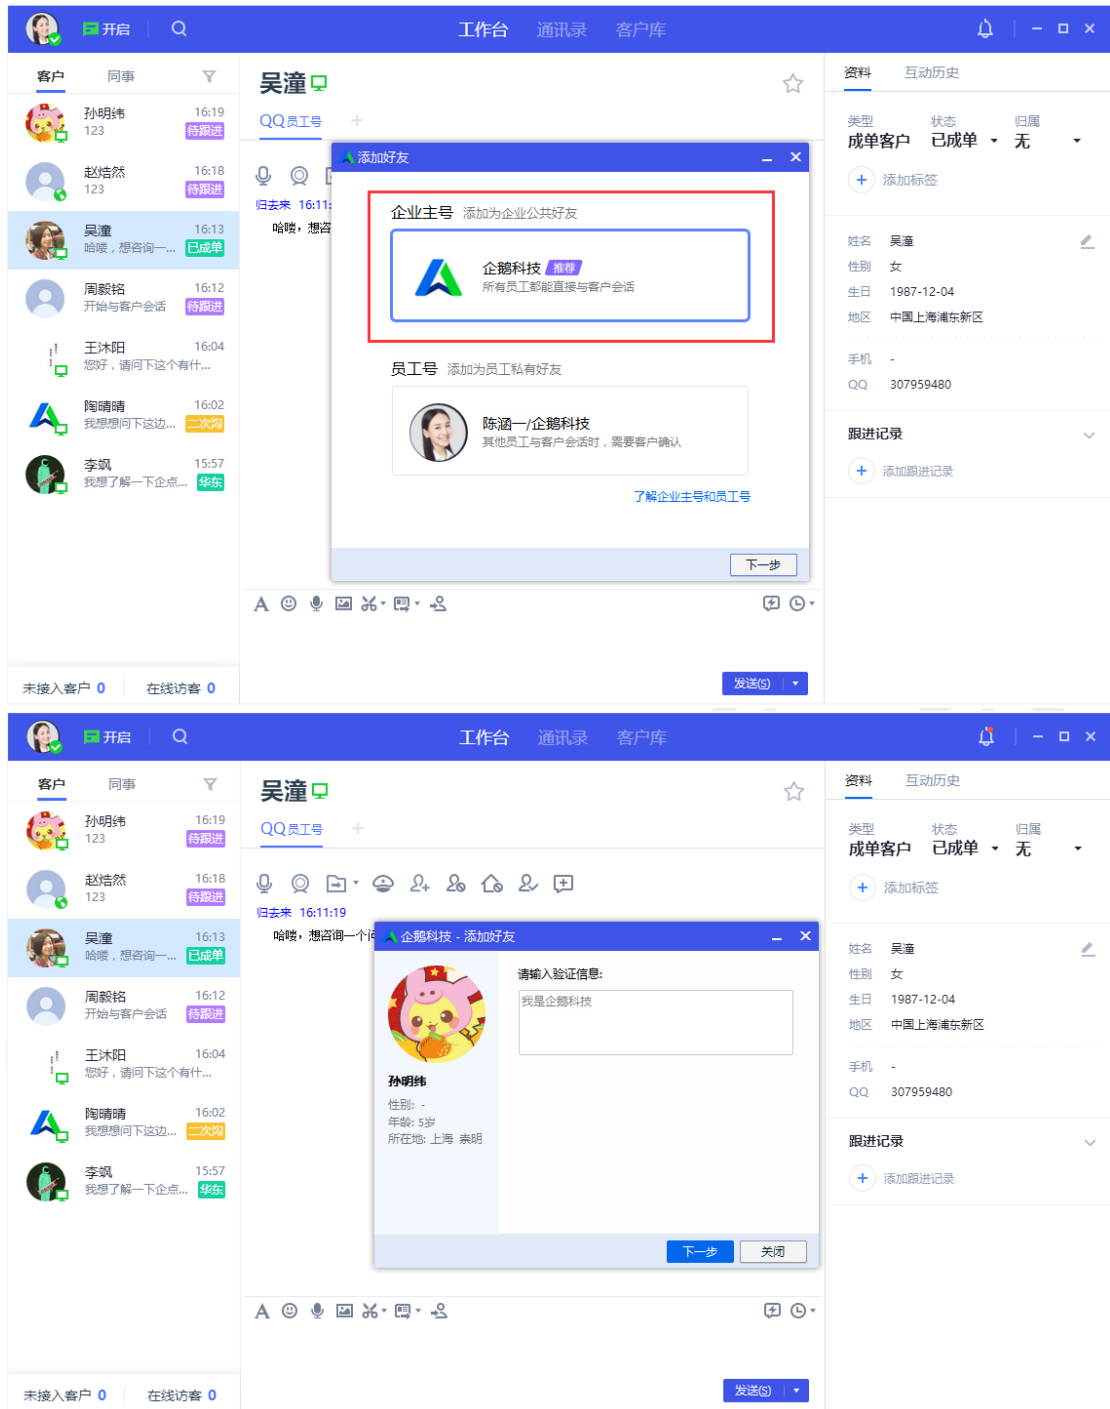 开启
工作台 通讯录 客户库
客户 同事
孙明纬 16:19
123 待跟进
赵焅然 16:18
123 待跟进
吴潼 16:13
哈喽，想咨询一... 已成单
周毅铭 16:12
开始与客户会话 待跟进
王沐阳 16:04
您好，请问下这个有什...
陶晴晴 16:02
我想想问下这边... 二次沟
李飒 15:57
我想了解一下企点... 华东
未接入客户 0 在线访客 0
吴潼
QQ员工号
归去来 16:11:
哈喽，想咨
添加好友
企业主号 添加为企业公共好友
企鹅科技 推荐
所有员工都能直接与客户会话
员工号 添加为员工私有好友
陈涵一/企鹅科技
其他员工与客户会话时，需要客户确认
了解企业主号和员工号
下一步
发送(S)
资料 互动历史
类型 状态 归属
成单客户 已成单 无
添加标签
姓名 吴潼
性别 女
生日 1987-12-04
地区 中国上海浦东新区
手机 -
QQ 307959480
跟进记录
添加跟进记录
开启
工作台 通讯录 客户库
客户 同事
孙明纬 16:19
123 待跟进
赵焅然 16:18
123 待跟进
吴潼 16:13
哈喽，想咨询一... 已成单
周毅铭 16:12
开始与客户会话 待跟进
王沐阳 16:04
您好，请问下这个有什...
陶晴晴 16:02
我想想问下这边... 二次沟
李飒 15:57
我想了解一下企点... 华东
未接入客户 0 在线访客 0
吴潼
QQ员工号
归去来 16:11:19
哈喽，想咨询一个问
企鹅科技 - 添加好友
请输入验证信息:
我是企鹅科技
孙明纬
性别: -
年龄: 5岁
所在地: 上海 崇明
下一步 关闭
发送(S)
资料 互动历史
类型 状态 归属
成单客户 已成单 无
添加标签
姓名 吴潼
性别 女
生日 1987-12-04
地区 中国上海浦东新区
手机 -
QQ 307959480
跟进记录
添加跟进记录